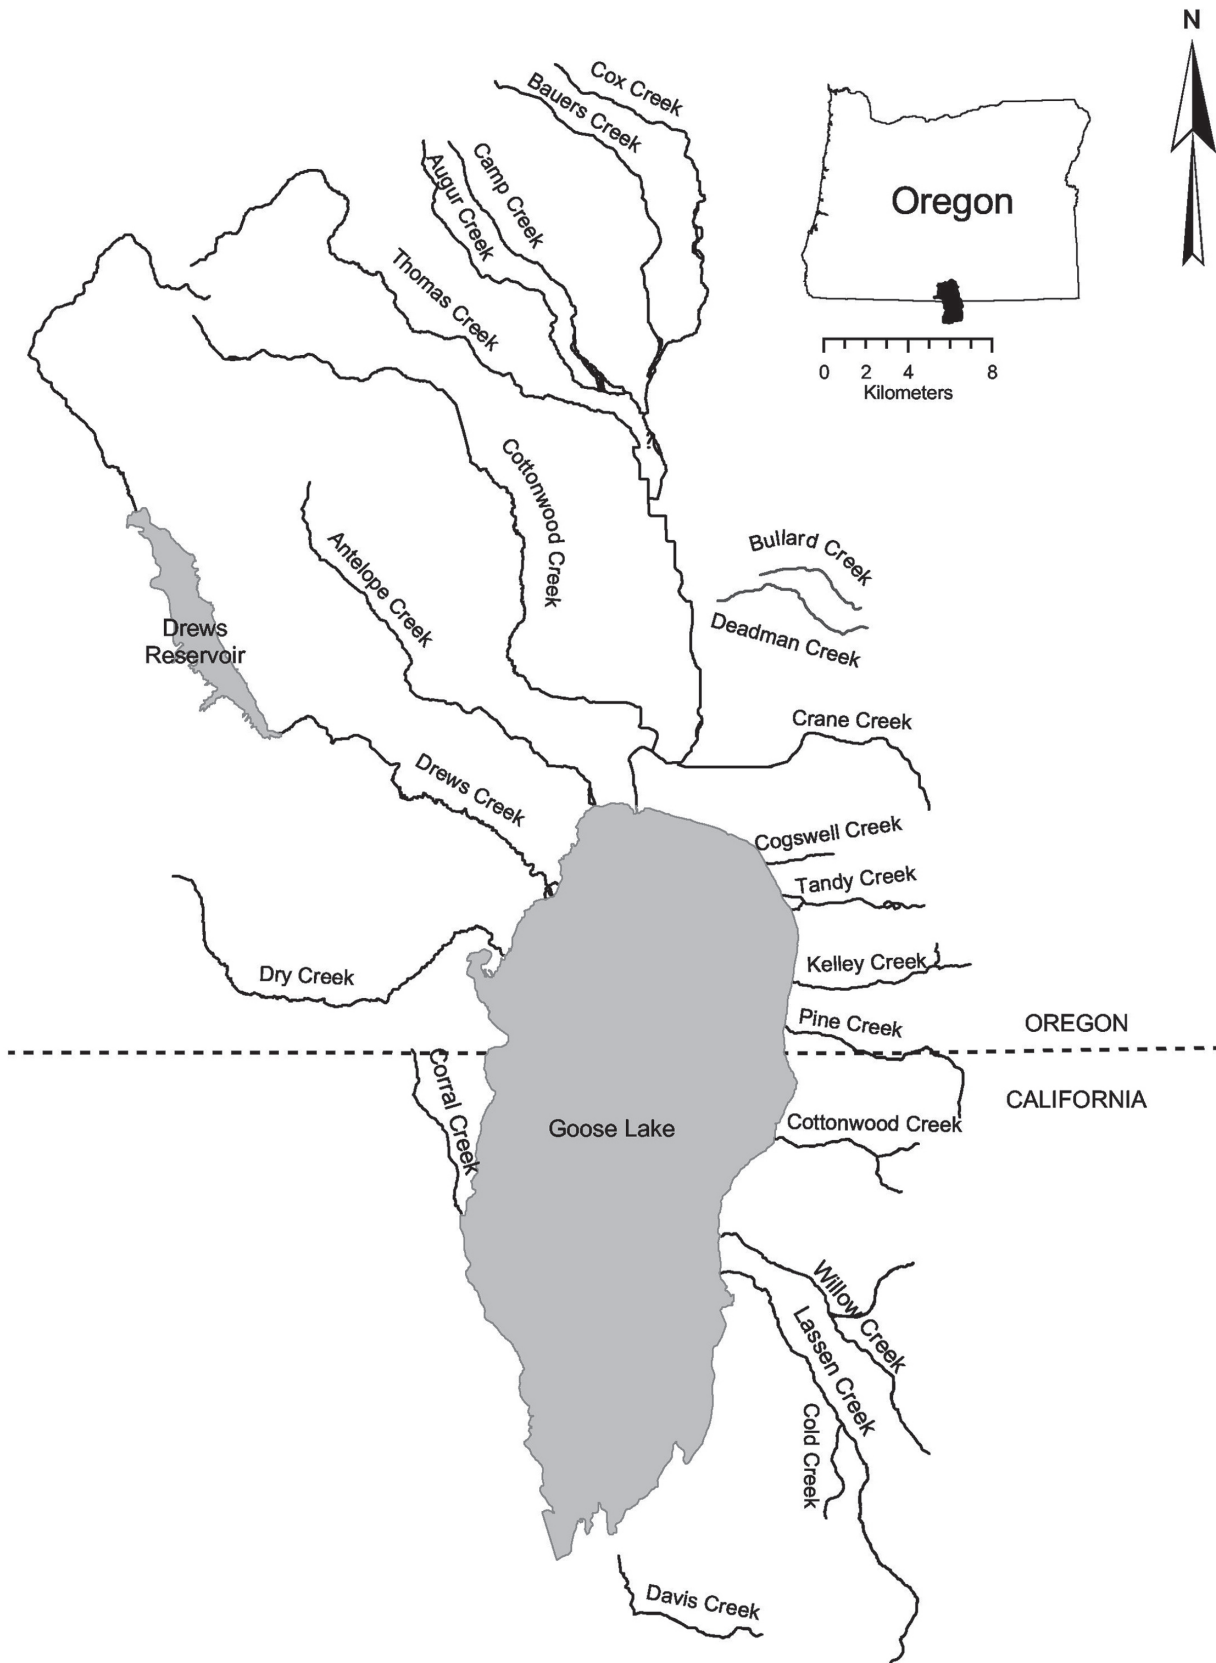 N
Cox Creek
Bauers Creek
Camp Creek
Augur Creek
Oregon
Thomas Creek
0 2 4 8
Kilometers
?
Cottonwood Creek
Antelope Creek
Bullard Creek
Deadman Creek
Drews
Reservoir
Crane Creek
Drews Creek
Cogswell Creek
Tandy Creek
Dry Creek
Kelley Creek
Pine Creek
OREGON
CALIFORNIA
Corral Creek
Goose Lake
Cottonwood Creek
Willow Creek
Lassen Creek
Cold Creek
Davis Creek